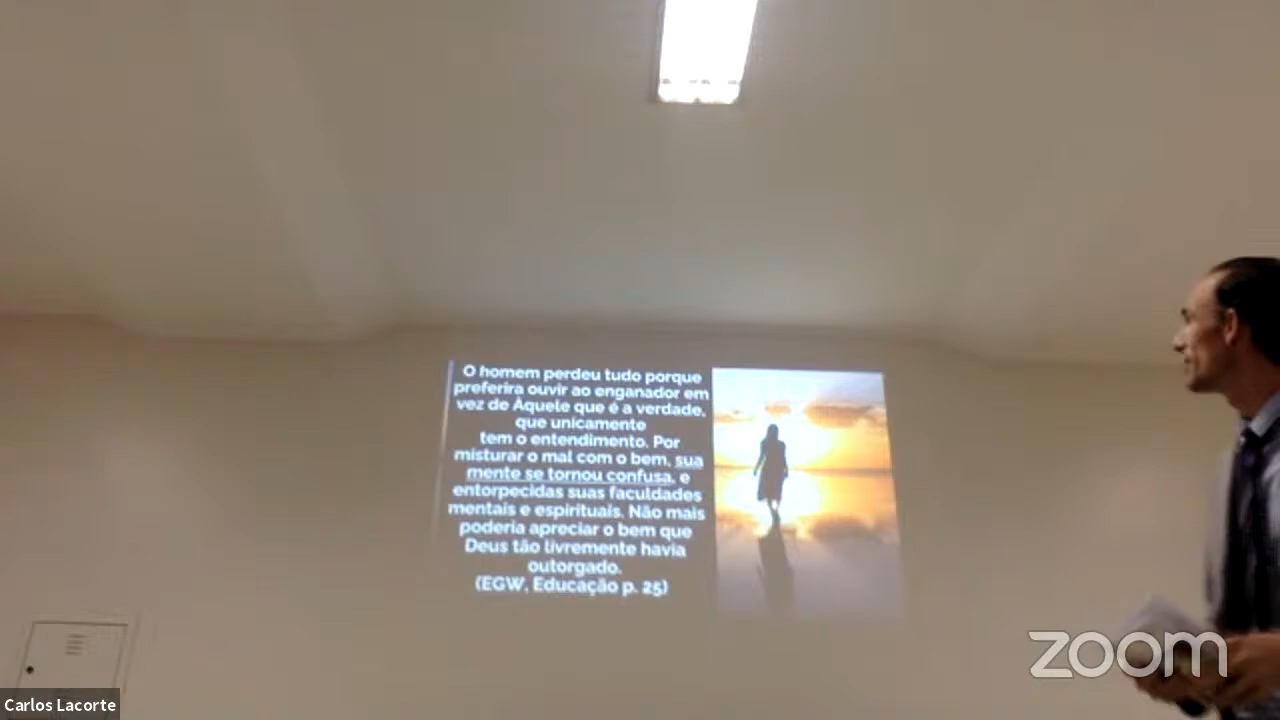 O homem perdeu tudo porque
preferira ouvir ao enganador em
vez de Àquele que é a verdade,
que unicamente
tem o entendimento. Por
misturar o mal com o bem, sua
mente se tornou confusa, e
entorpecidas suas faculdades
mentais e espirituais. Não mais
poderia apreciar o bem que
Deus tão livremente havia
outorgado.
(EGW, Educação p. 25)
zoom
Carlos Lacorte